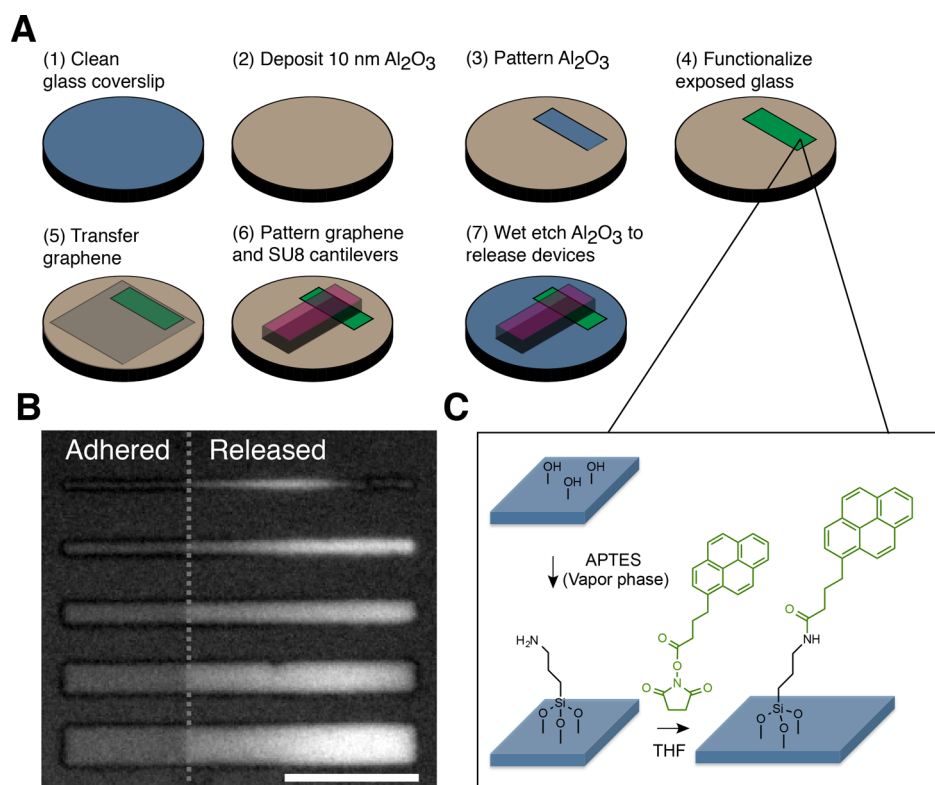 A
(1) Clean
glass coverslip
(2) Deposit 10 nm Al₂O₃
(3) Pattern Al₂O₃
(4) Functionalize
exposed glass
(5) Transfer
graphene
(6) Pattern graphene
and SU8 cantilevers
(7) Wet etch Al₂O₃ to
release devices
B
Adhered
Released
C
OH
OH
OH
APTES
(Vapor phase)
H₂N
Si
O
O
O
O
O
N
O
O
THF
O
NH
Si
O
O
O